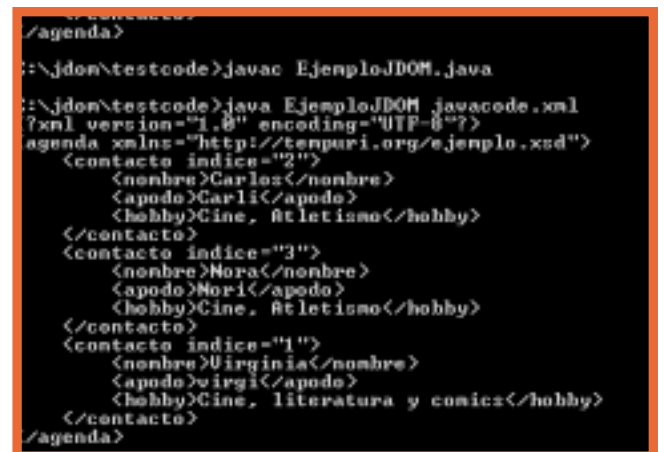 /agenda>
:\jdom\testcode>javac EjemploJDOM.java
:\jdom\testcode>java EjemploJDOM javacode.xml
?xml version="1.0" encoding="UTF-8"?>
agenda xmlns="http://tempuri.org/ejemplo.xsd">
<contacto indice="2">
<nombre>Carlos</nombre>
<apodo>Carli</apodo>
<hobby>Cine, Atletismo</hobby>
</contacto>
<contacto indice="3">
<nombre>Nora</nombre>
<apodo>Nori</apodo>
<hobby>Cine, Atletismo</hobby>
</contacto>
<contacto indice="1">
<nombre>Virginia</nombre>
<apodo>virgi</apodo>
<hobby>Cine, literatura y comics</hobby>
</contacto>
/agenda>